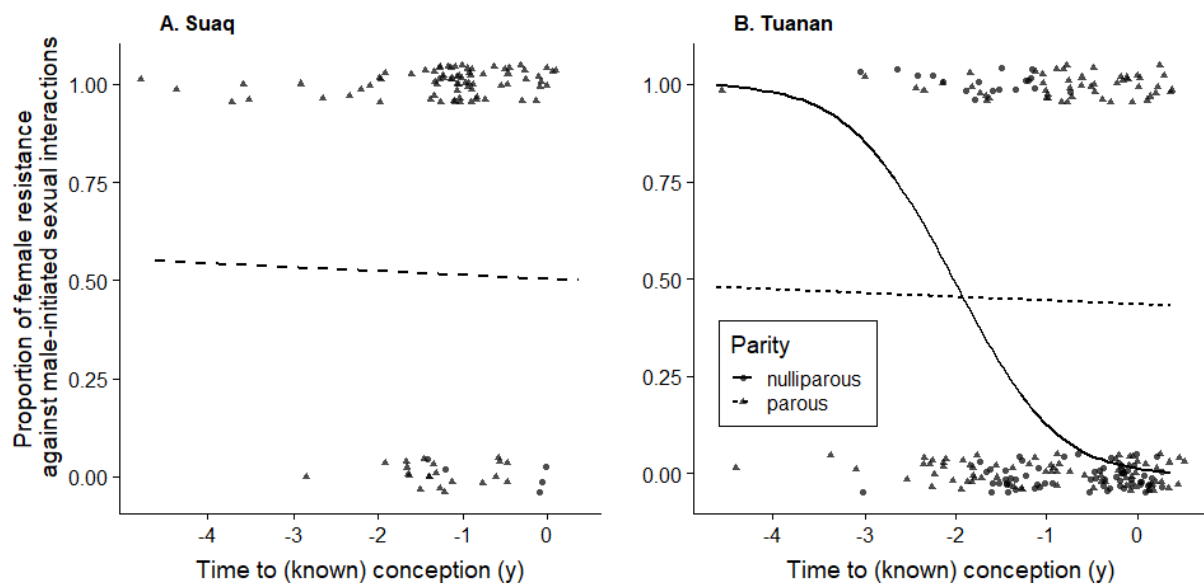 A. Suaq
B. Tuanan
Proportion of female resistance
against male-initiated sexual interactions
1.00
0.75
0.50
0.25
0.00
-4
-3
-2
-1
0
Time to (known) conception (y)
1.00
0.75
0.50
0.25
0.00
Parity
nulliparous
parous
-4
-3
-2
-1
0
Time to (known) conception (y)